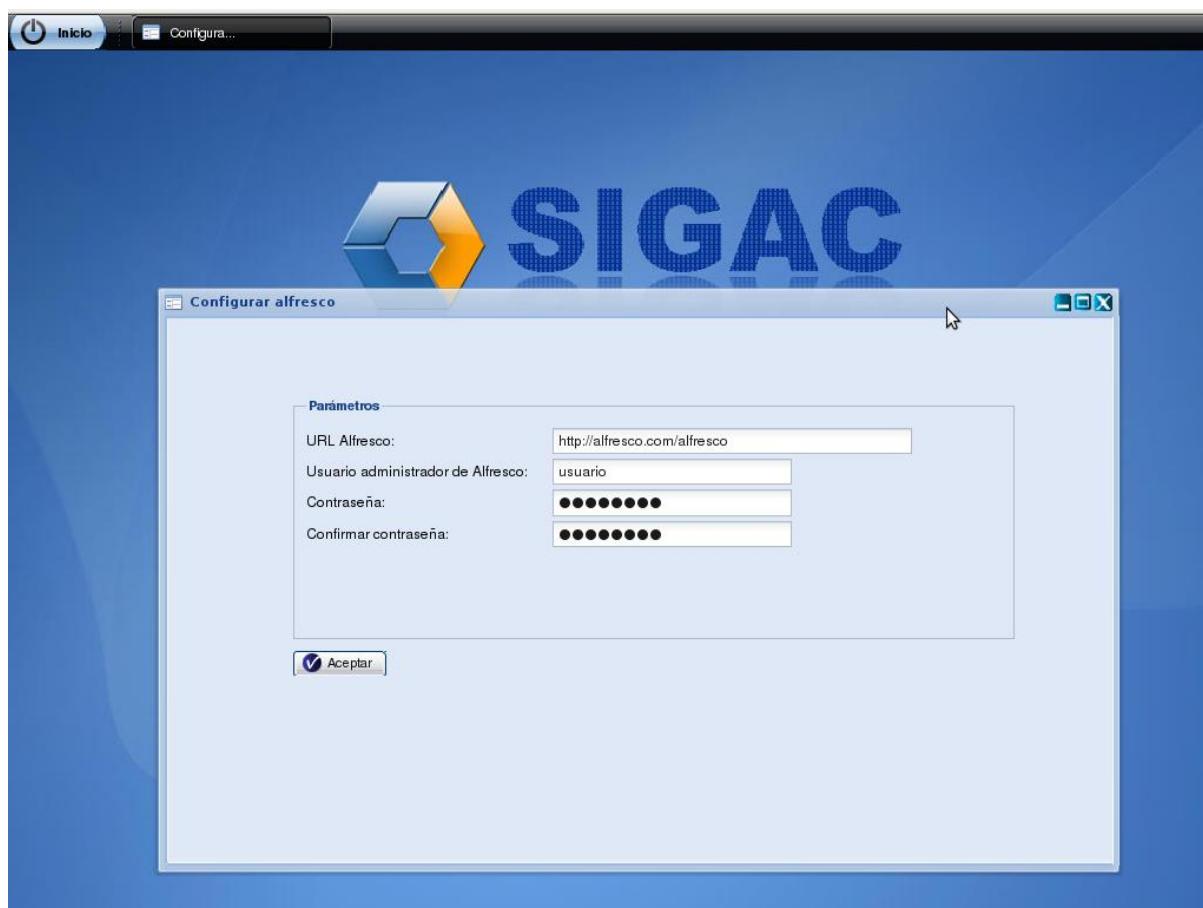 Inicio Configura...
SIGAC
Configurar alfresco
Parámetros
URL Alfresco: http://alfresco.com/alfresco
Usuario administrador de Alfresco: usuario
Contraseña: ●●●●●●●●
Confirmar contraseña: ●●●●●●●●
Aceptar